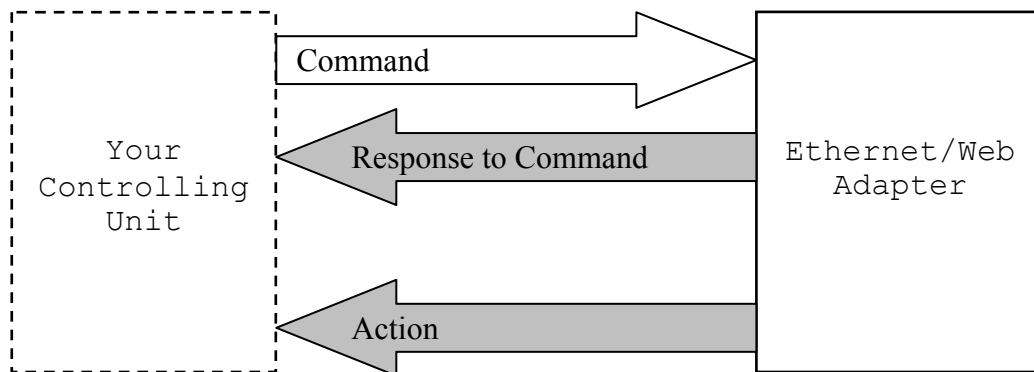 Command
Response to Command
Your
Controlling
Unit
Ethernet/Web
Adapter
Action